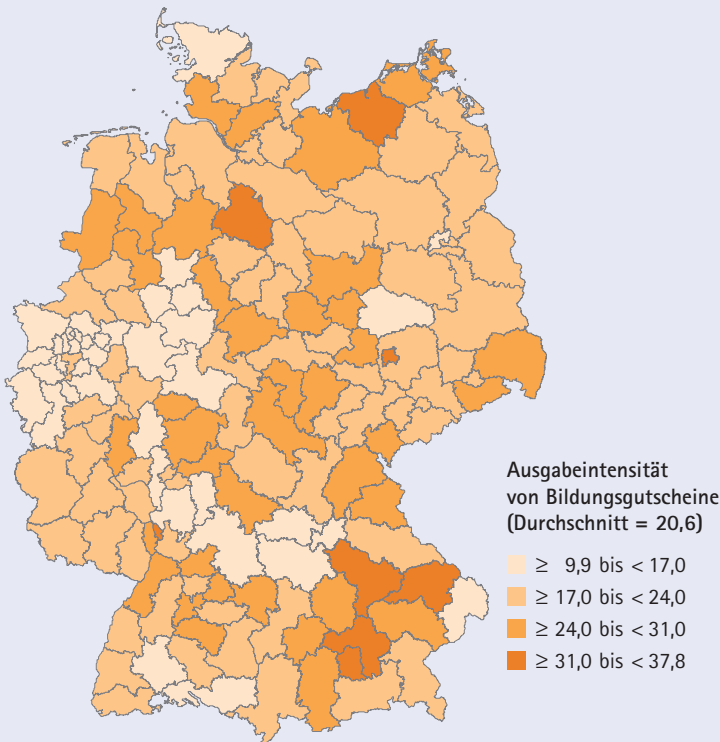 Ausgabeintensität
von Bildungsgutscheine
(Durchschnitt = 20,6)
≥ 9,9 bis < 17,0
≥ 17,0 bis < 24,0
≥ 24,0 bis < 31,0
≥ 31,0 bis < 37,8